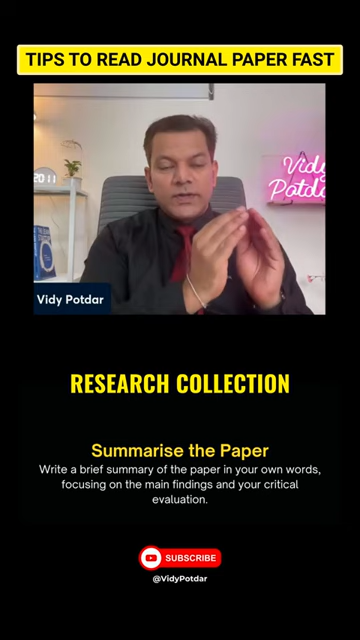 TIPS TO READ JOURNAL PAPER FAST
2011
Vidy
Potda
Vidy Potdar
RESEARCH COLLECTION
Summarise the Paper
Write a brief summary of the paper in your own words,
focusing on the main findings and your critical
evaluation.
SUBSCRIBE
@VidyPotdar